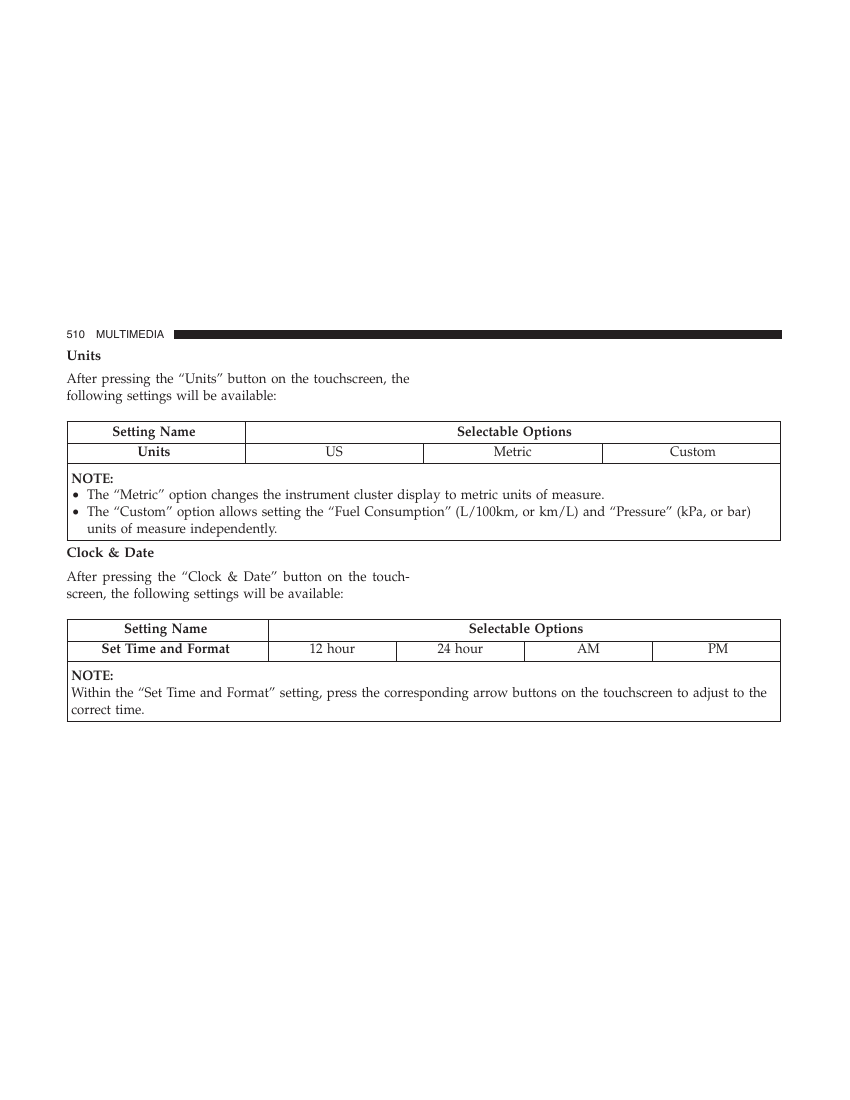 510 MULTIMEDIA
Units
After pressing the “Units” button on the touchscreen, the
following settings will be available:
Setting Name Selectable Options
Units US Metric Custom
NOTE:
• The “Metric” option changes the instrument cluster display to metric units of measure.
• The “Custom” option allows setting the “Fuel Consumption” (L/100km, or km/L) and “Pressure” (kPa, or bar)
units of measure independently.
Clock & Date
After pressing the “Clock & Date” button on the touch-
screen, the following settings will be available:
Setting Name Selectable Options
Set Time and Format 12 hour 24 hour AM PM
NOTE:
Within the “Set Time and Format” setting, press the corresponding arrow buttons on the touchscreen to adjust to the
correct time.